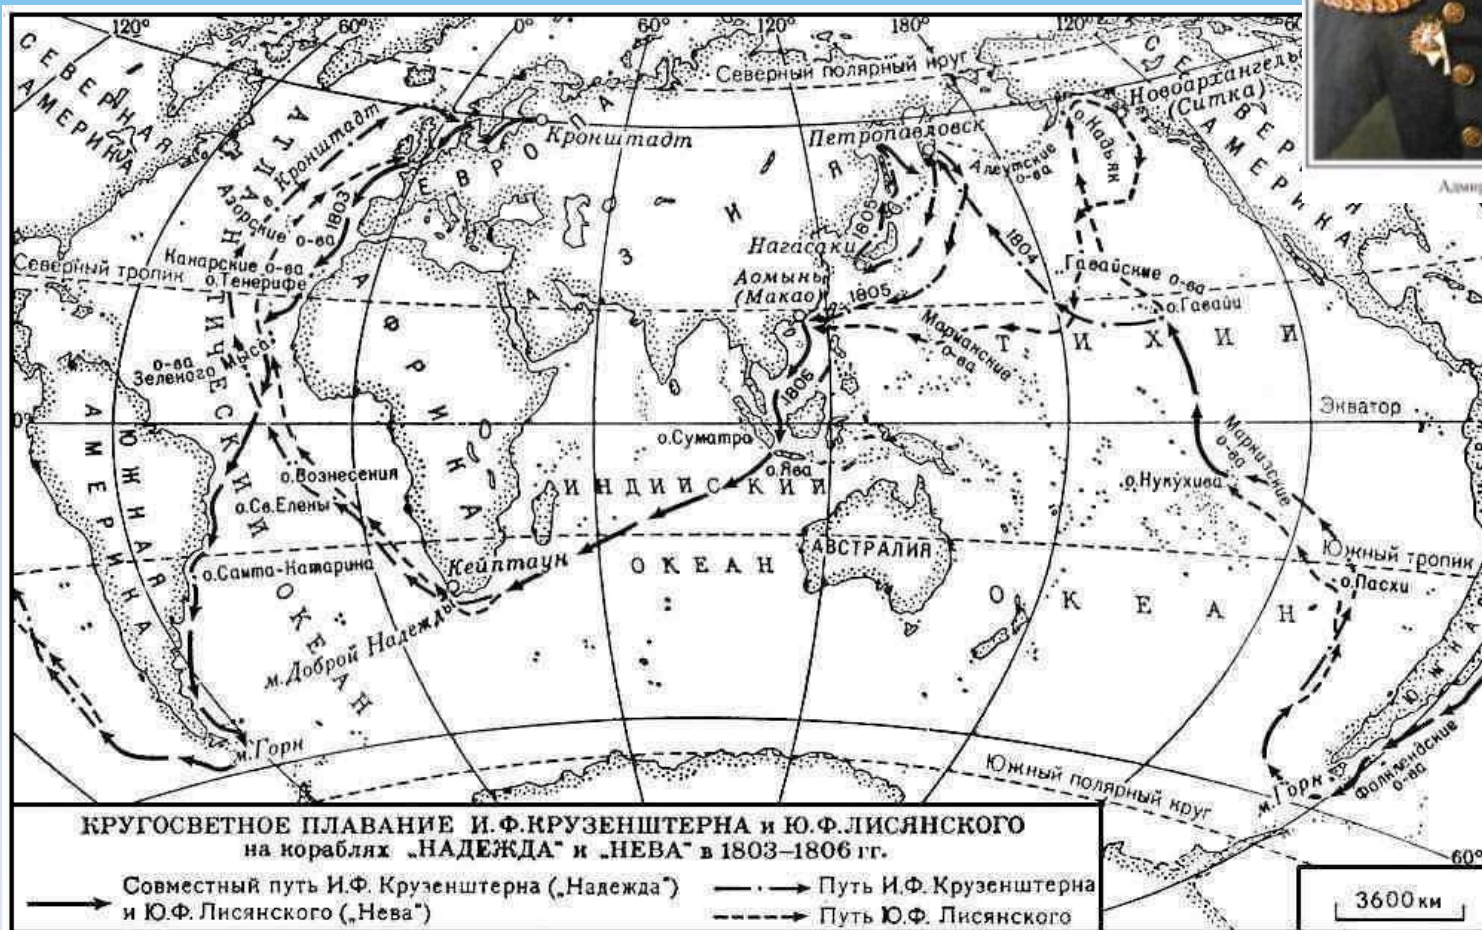 120°
60°
0°
60°
120°
180°
120°
СЕВЕРНАЯ
АМЕРИКА
Северный полярный круг
СЕВЕРНАЯ
АМЕРИКА
Новоархангельск
(Ситка)
о.Кадьяк
Кронштадт
Петропавловск
Алеутские
о-ва
в Кронштадт
ЕВРОПА
АЗИЯ
1803
Азорские о-ва
Канарские о-ва
о.Тенерифе
Северный тропик
Нагасаки
1805
Аомынь
(Макао)
1805
1804
Гавайские о-ва
о.Гавайи
Марианские
о-ва
ТИХИЙ
ОКЕАН
АТЛАНТИЧЕСКИЙ
ОКЕАН
АФРИКА
о-ва
Зеленого Мыса
1806
0°
Экватор
ЮЖНАЯ
АМЕРИКА
о.Суматра
о.Ява
Маркизские
о-ва
о.Нукухива
о.Вознесения
о.Св.Елены
ИНДИЙСКИЙ
ОКЕАН
АВСТРАЛИЯ
Южный тропик
о.Пасхи
о.Санта-Катарина
Кейптаун
м.Доброй Надежды
ЮЖНА
м.Горн
м.Горн
Фолклендские
о-ва
Южный полярный круг
60°
КРУГОСВЕТНОЕ ПЛАВАНИЕ И.Ф.КРУЗЕНШТЕРНА и Ю.Ф.ЛИСЯНСКОГО
на кораблях „НАДЕЖДА" и „НЕВА" в 1803–1806 гг.
Совместный путь И.Ф. Крузенштерна („Надежда")
и Ю.Ф. Лисянского („Нева")
Путь И.Ф. Крузенштерна
Путь Ю.Ф. Лисянского
3600 км